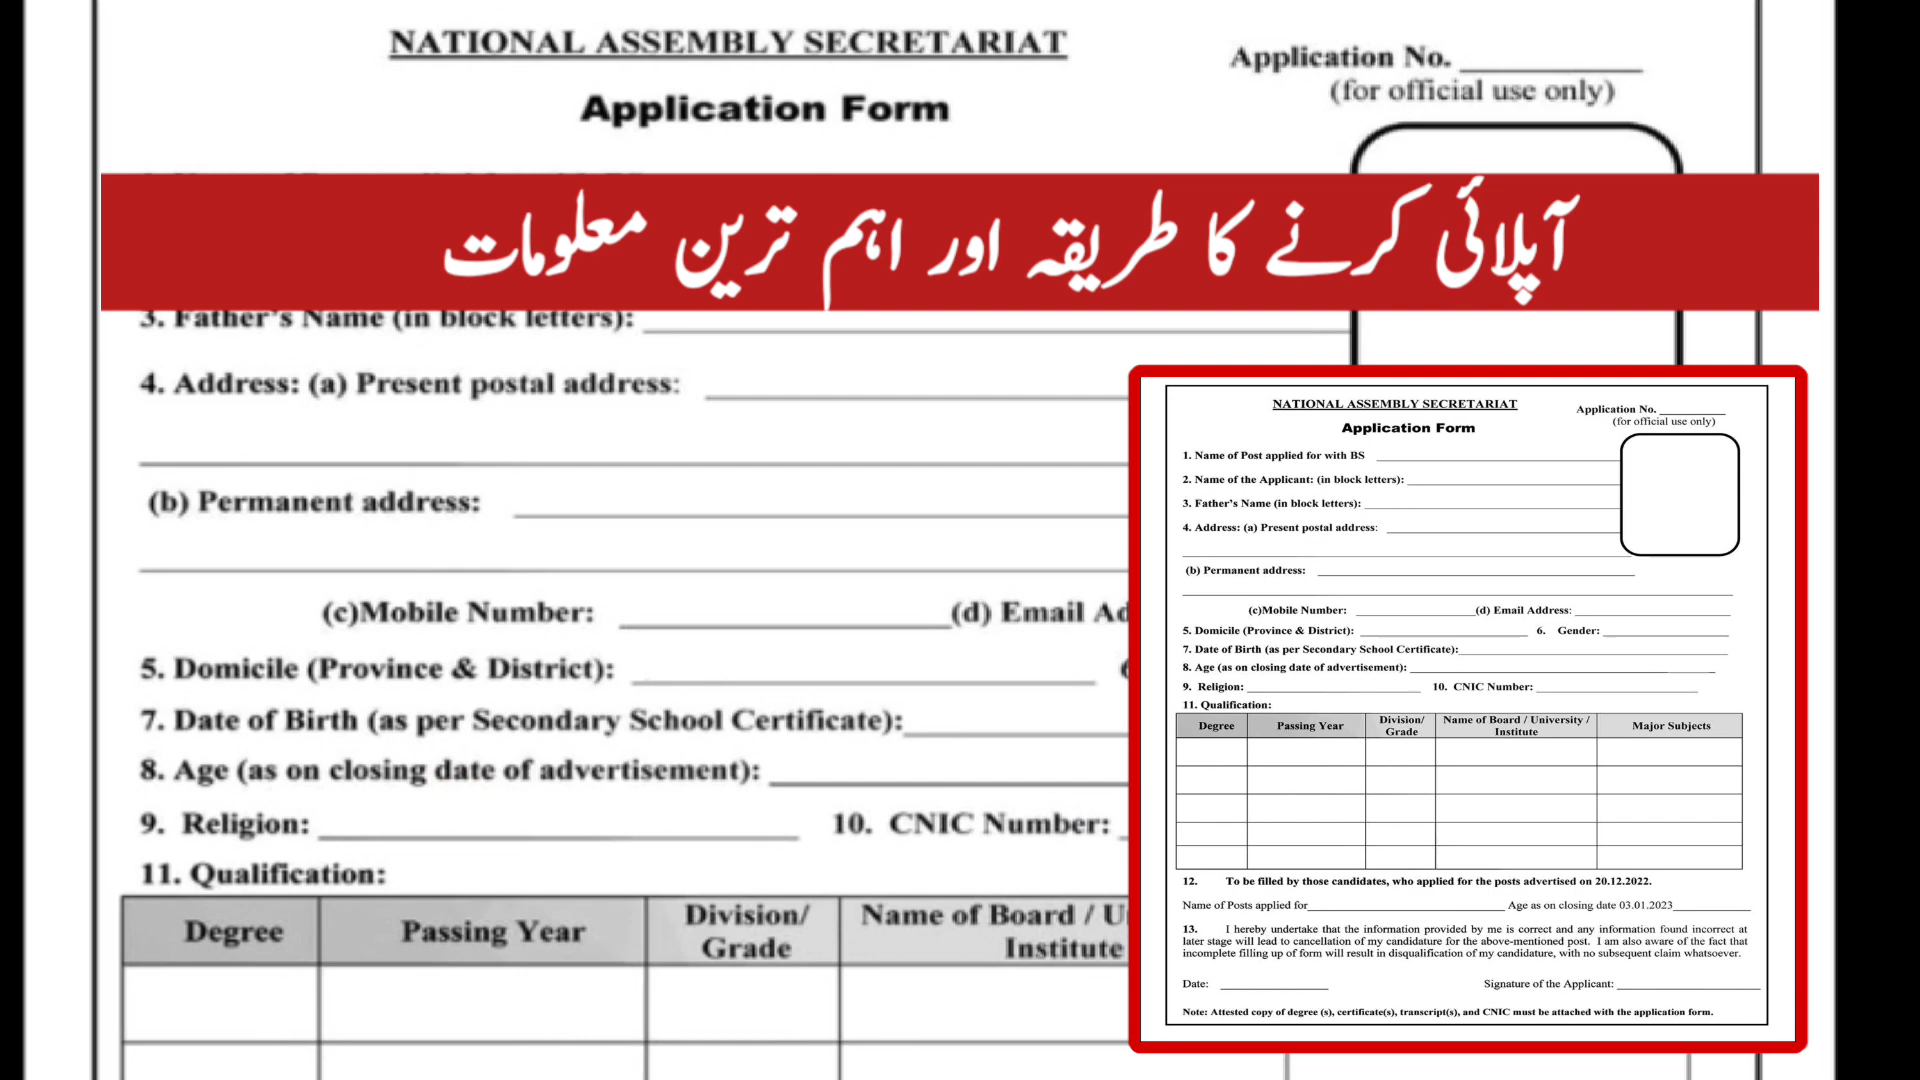 NATIONAL ASSEMBLY SECRETARIAT
Application No. ____________
(for official use only)
Application Form
آپلائی کرنے کا طریقہ اور اہم ترین معلومات
3. Father's Name (in block letters):
4. Address: (a) Present postal address:
(b) Permanent address:
(c)Mobile Number: (d) Email Ad
5. Domicile (Province & District):
7. Date of Birth (as per Secondary School Certificate):
8. Age (as on closing date of advertisement):
9. Religion: 10. CNIC Number:
11. Qualification:
Degree Passing Year Division/ Grade Name of Board / U Institute
NATIONAL ASSEMBLY SECRETARIAT
Application No. ____________
(for official use only)
Application Form
1. Name of Post applied for with BS
2. Name of the Applicant: (in block letters):
3. Father's Name (in block letters):
4. Address: (a) Present postal address:
(b) Permanent address:
(c)Mobile Number: (d) Email Address:
5. Domicile (Province & District): 6. Gender:
7. Date of Birth (as per Secondary School Certificate):
8. Age (as on closing date of advertisement):
9. Religion: 10. CNIC Number:
11. Qualification:
Degree Passing Year Division/ Grade Name of Board / University / Institute Major Subjects
12. To be filled by those candidates, who applied for the posts advertised on 20.12.2022.
Name of Posts applied for Age as on closing date 03.01.2023
13. I hereby undertake that the information provided by me is correct and any information found incorrect at
later stage will lead to cancellation of my candidature for the above-mentioned post. I am also aware of the fact that
incomplete filling up of form will result in disqualification of my candidature, with no subsequent claim whatsoever.
Date: Signature of the Applicant:
Note: Attested copy of degree (s), certificate(s), transcript(s), and CNIC must be attached with the application form.